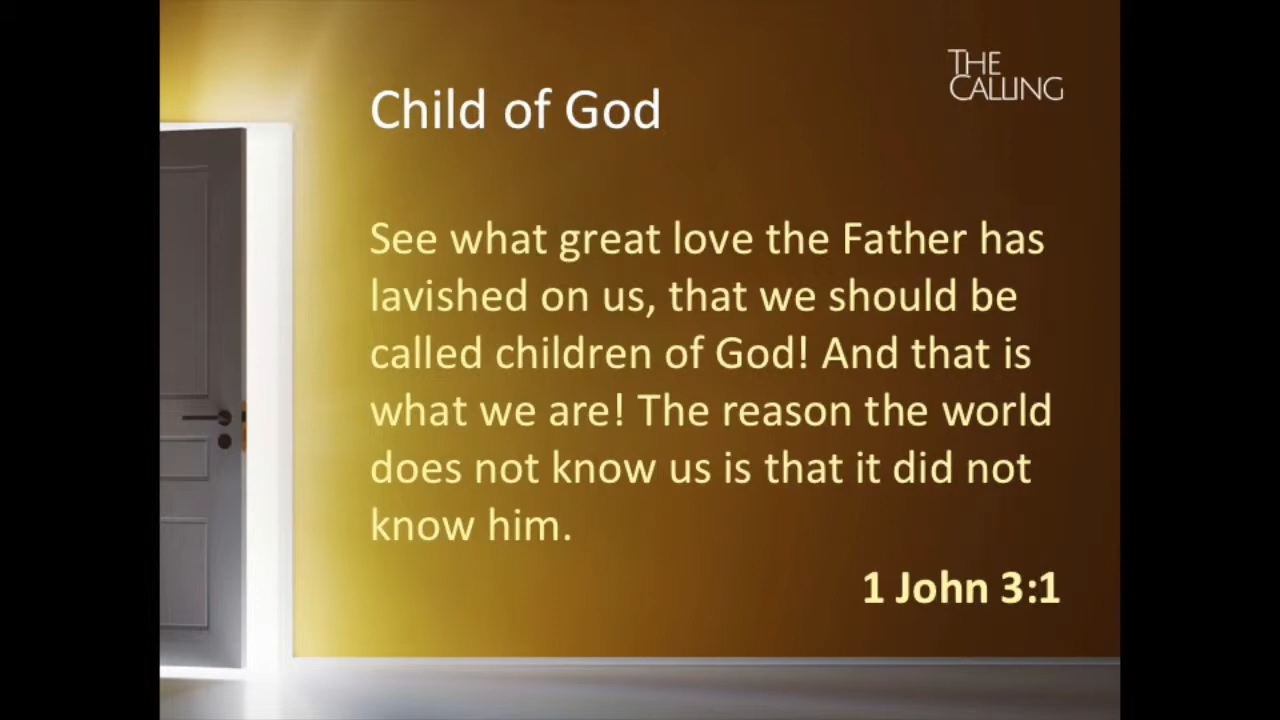 THE
CALLING
Child of God
See what great love the Father has
lavished on us, that we should be
called children of God! And that is
what we are! The reason the world
does not know us is that it did not
know him.
1 John 3:1